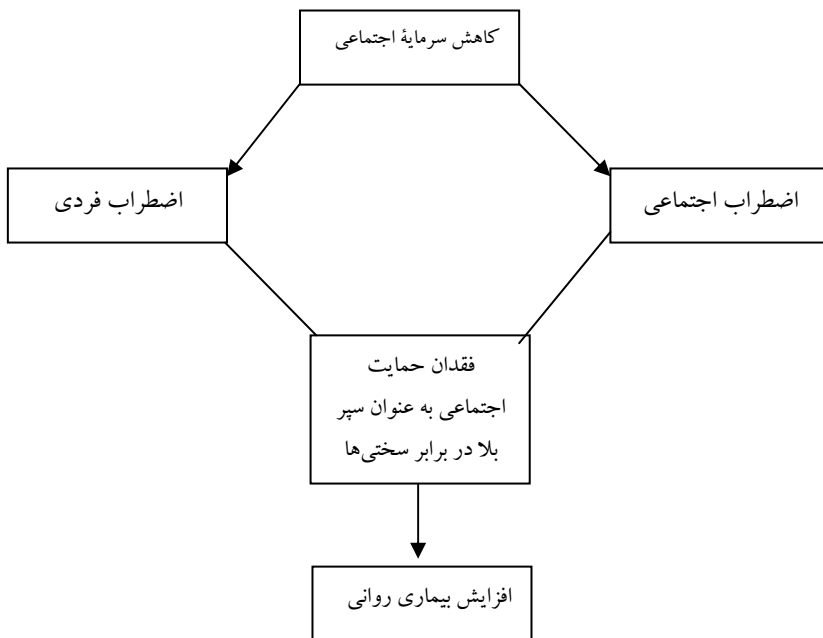 کاهش سرمایۀ اجتماعی
اضطراب اجتماعی
اضطراب فردی
فقدان حمایت
اجتماعی به عنوان سپر
بلا در برابر سختی‌ها
افزایش بیماری روانی